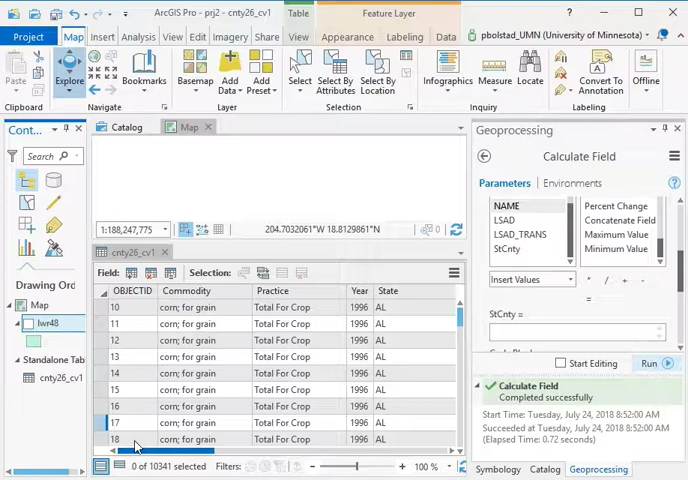 ArcGIS Pro - prj2 - cnty26_cv1
Table
Feature Layer
?
Project
Map
Insert
Analysis
View
Edit
Imagery
Share
View
Appearance
Labeling
Data
pbolstad_UMN (University of Minnesota)
Paste
Explore
Bookmarks
Basemap
Add Data
Add Preset
Select
Select By Attributes
Select By Location
Infographics
Measure
Locate
Convert To Annotation
Offline
Clipboard
Navigate
Layer
Selection
Inquiry
Labeling
Cont...
Search
Drawing Ord
Map
lwr48
Standalone Tab
cnty26_cv1
Catalog
Map
1:188,247,775
204.7032061°W 18.8129861°N
0
cnty26_cv1
Field:
Selection:
OBJECTID Commodity Practice Year State
10 corn; for grain Total For Crop 1996 AL
11 corn; for grain Total For Crop 1996 AL
12 corn; for grain Total For Crop 1996 AL
13 corn; for grain Total For Crop 1996 AL
14 corn; for grain Total For Crop 1996 AL
15 corn; for grain Total For Crop 1996 AL
16 corn; for grain Total For Crop 1996 AL
17 corn; for grain Total For Crop 1996 AL
18 corn; for grain Total For Crop 1996 AL
0 of 10341 selected
Filters:
100 %
Geoprocessing
Calculate Field
Parameters
Environments
?
NAME
LSAD
LSAD_TRANS
StCnty
Percent Change
Concatenate Field
Maximum Value
Minimum Value
Insert Values
* / + -
=
StCnty =
Start Editing
Run
Calculate Field
Completed successfully
Start Time: Tuesday, July 24, 2018 8:52:00 AM
Succeeded at Tuesday, July 24, 2018 8:52:00 AM
(Elapsed Time: 0.72 seconds)
Symbology
Catalog
Geoprocessing